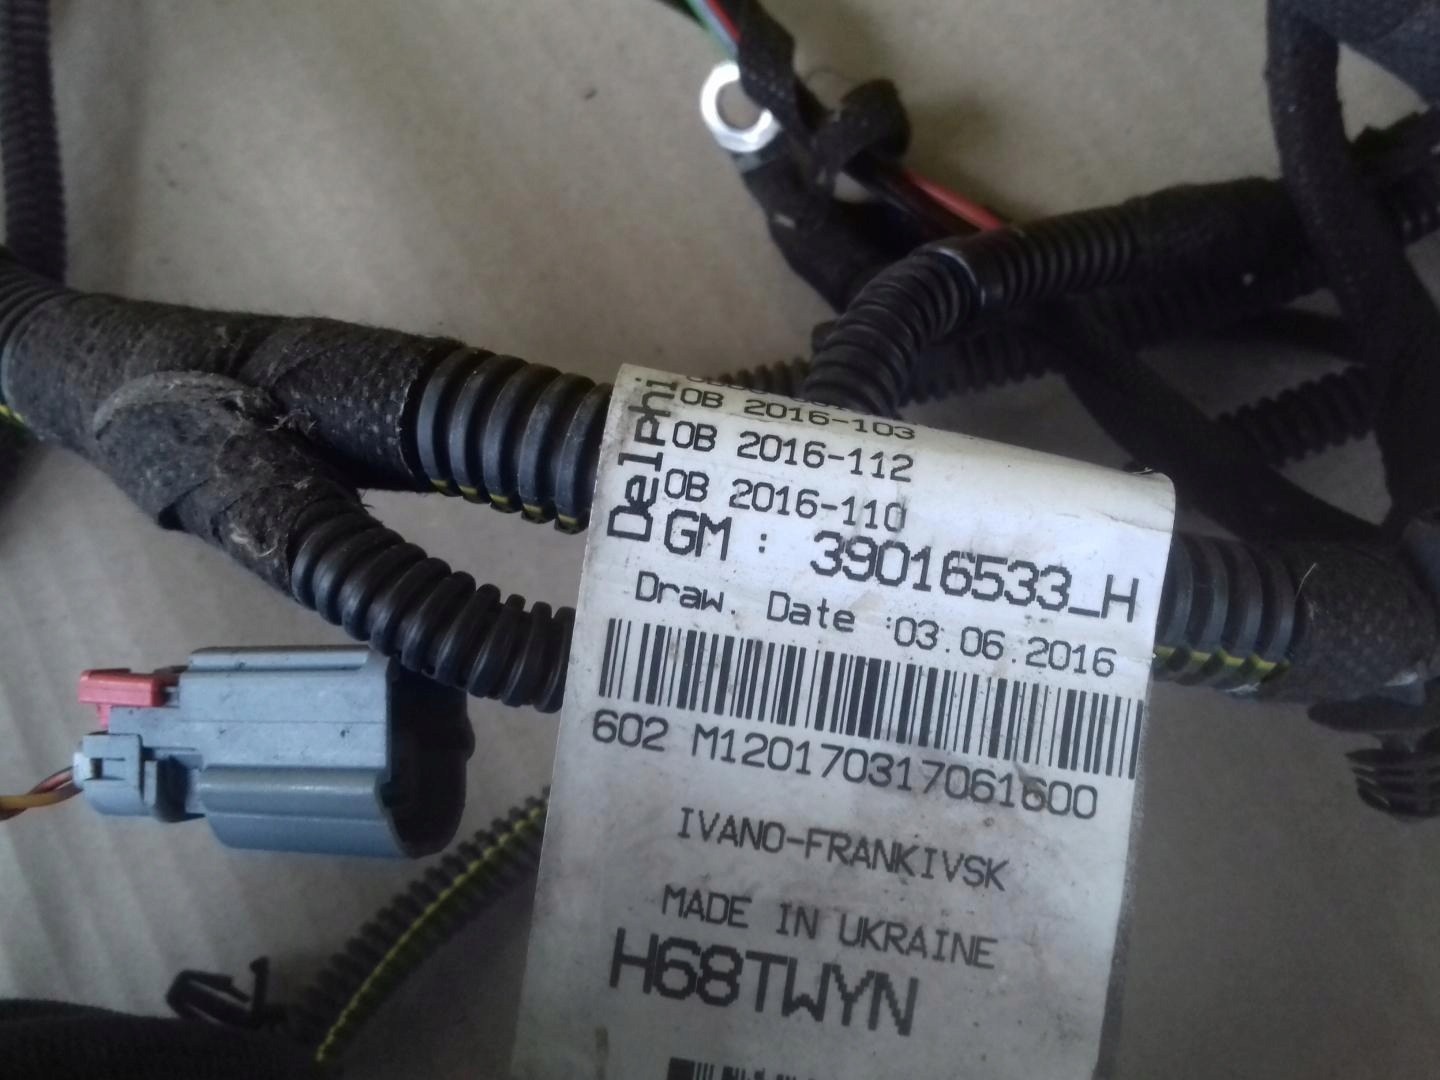 Delphi
OB 2016-103
OB 2016-112
OB 2016-110
GM : 39016533_H
Draw. Date :03.06.2016
602 M120170317061600
IVANO-FRANKIVSK
MADE IN UKRAINE
H68TWYN